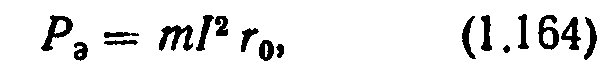 Pэ = mI² r₀, (1.164)